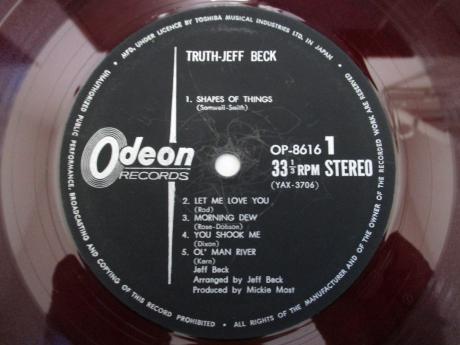 MFD, UNDER LICENCE BY TOSHIBA MUSICAL INDUSTRIES LTD, IN JAPAN •
ALL RIGHTS OF THE MANUFACTURER AND OF THE OWNER OF THE RECORDED WORK ARE RESERVED
UNAUTHORISED PUBLIC PERFORMANCE, BROADCASTING AND COPYING OF THIS RECORD PROHIBITED •
TRUTH-JEFF BECK
1. SHAPES OF THINGS
(Samwell-Smith)
Odeon
RECORDS
OP-8616 1
33 1/3 RPM STEREO
(YAX-3706)
2. LET ME LOVE YOU
(Rod)
3. MORNING DEW
(Rose-Dobson)
4. YOU SHOOK ME
(Dixon)
5. OL' MAN RIVER
(Kern)
Jeff Beck
Arranged by Jeff Beck
Produced by Mickie Most